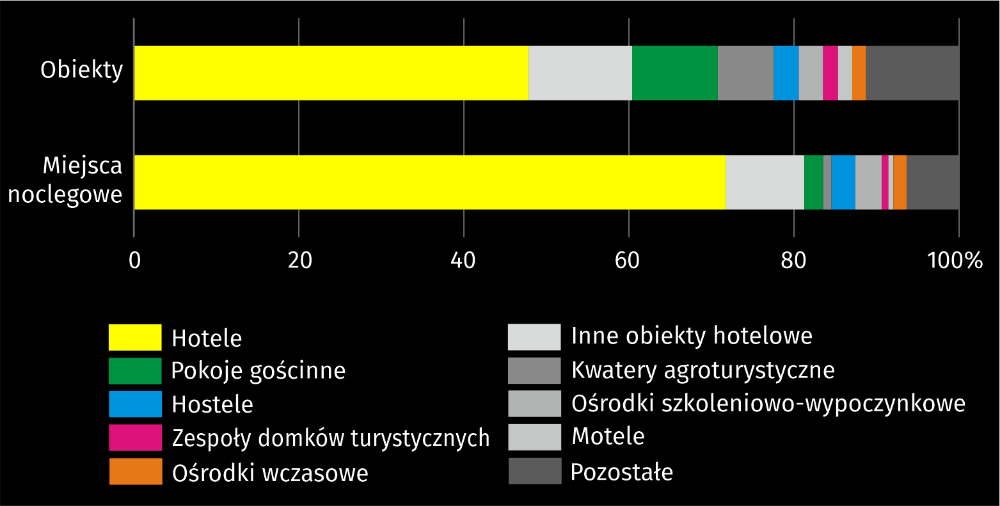 Obiekty
Miejsca
noclegowe
0 20 40 60 80 100%
Hotele
Inne obiekty hotelowe
Pokoje gościnne
Kwatery agroturystyczne
Hostele
Ośrodki szkoleniowo-wypoczynkowe
Zespoły domków turystycznych
Motele
Ośrodki wczasowe
Pozostałe